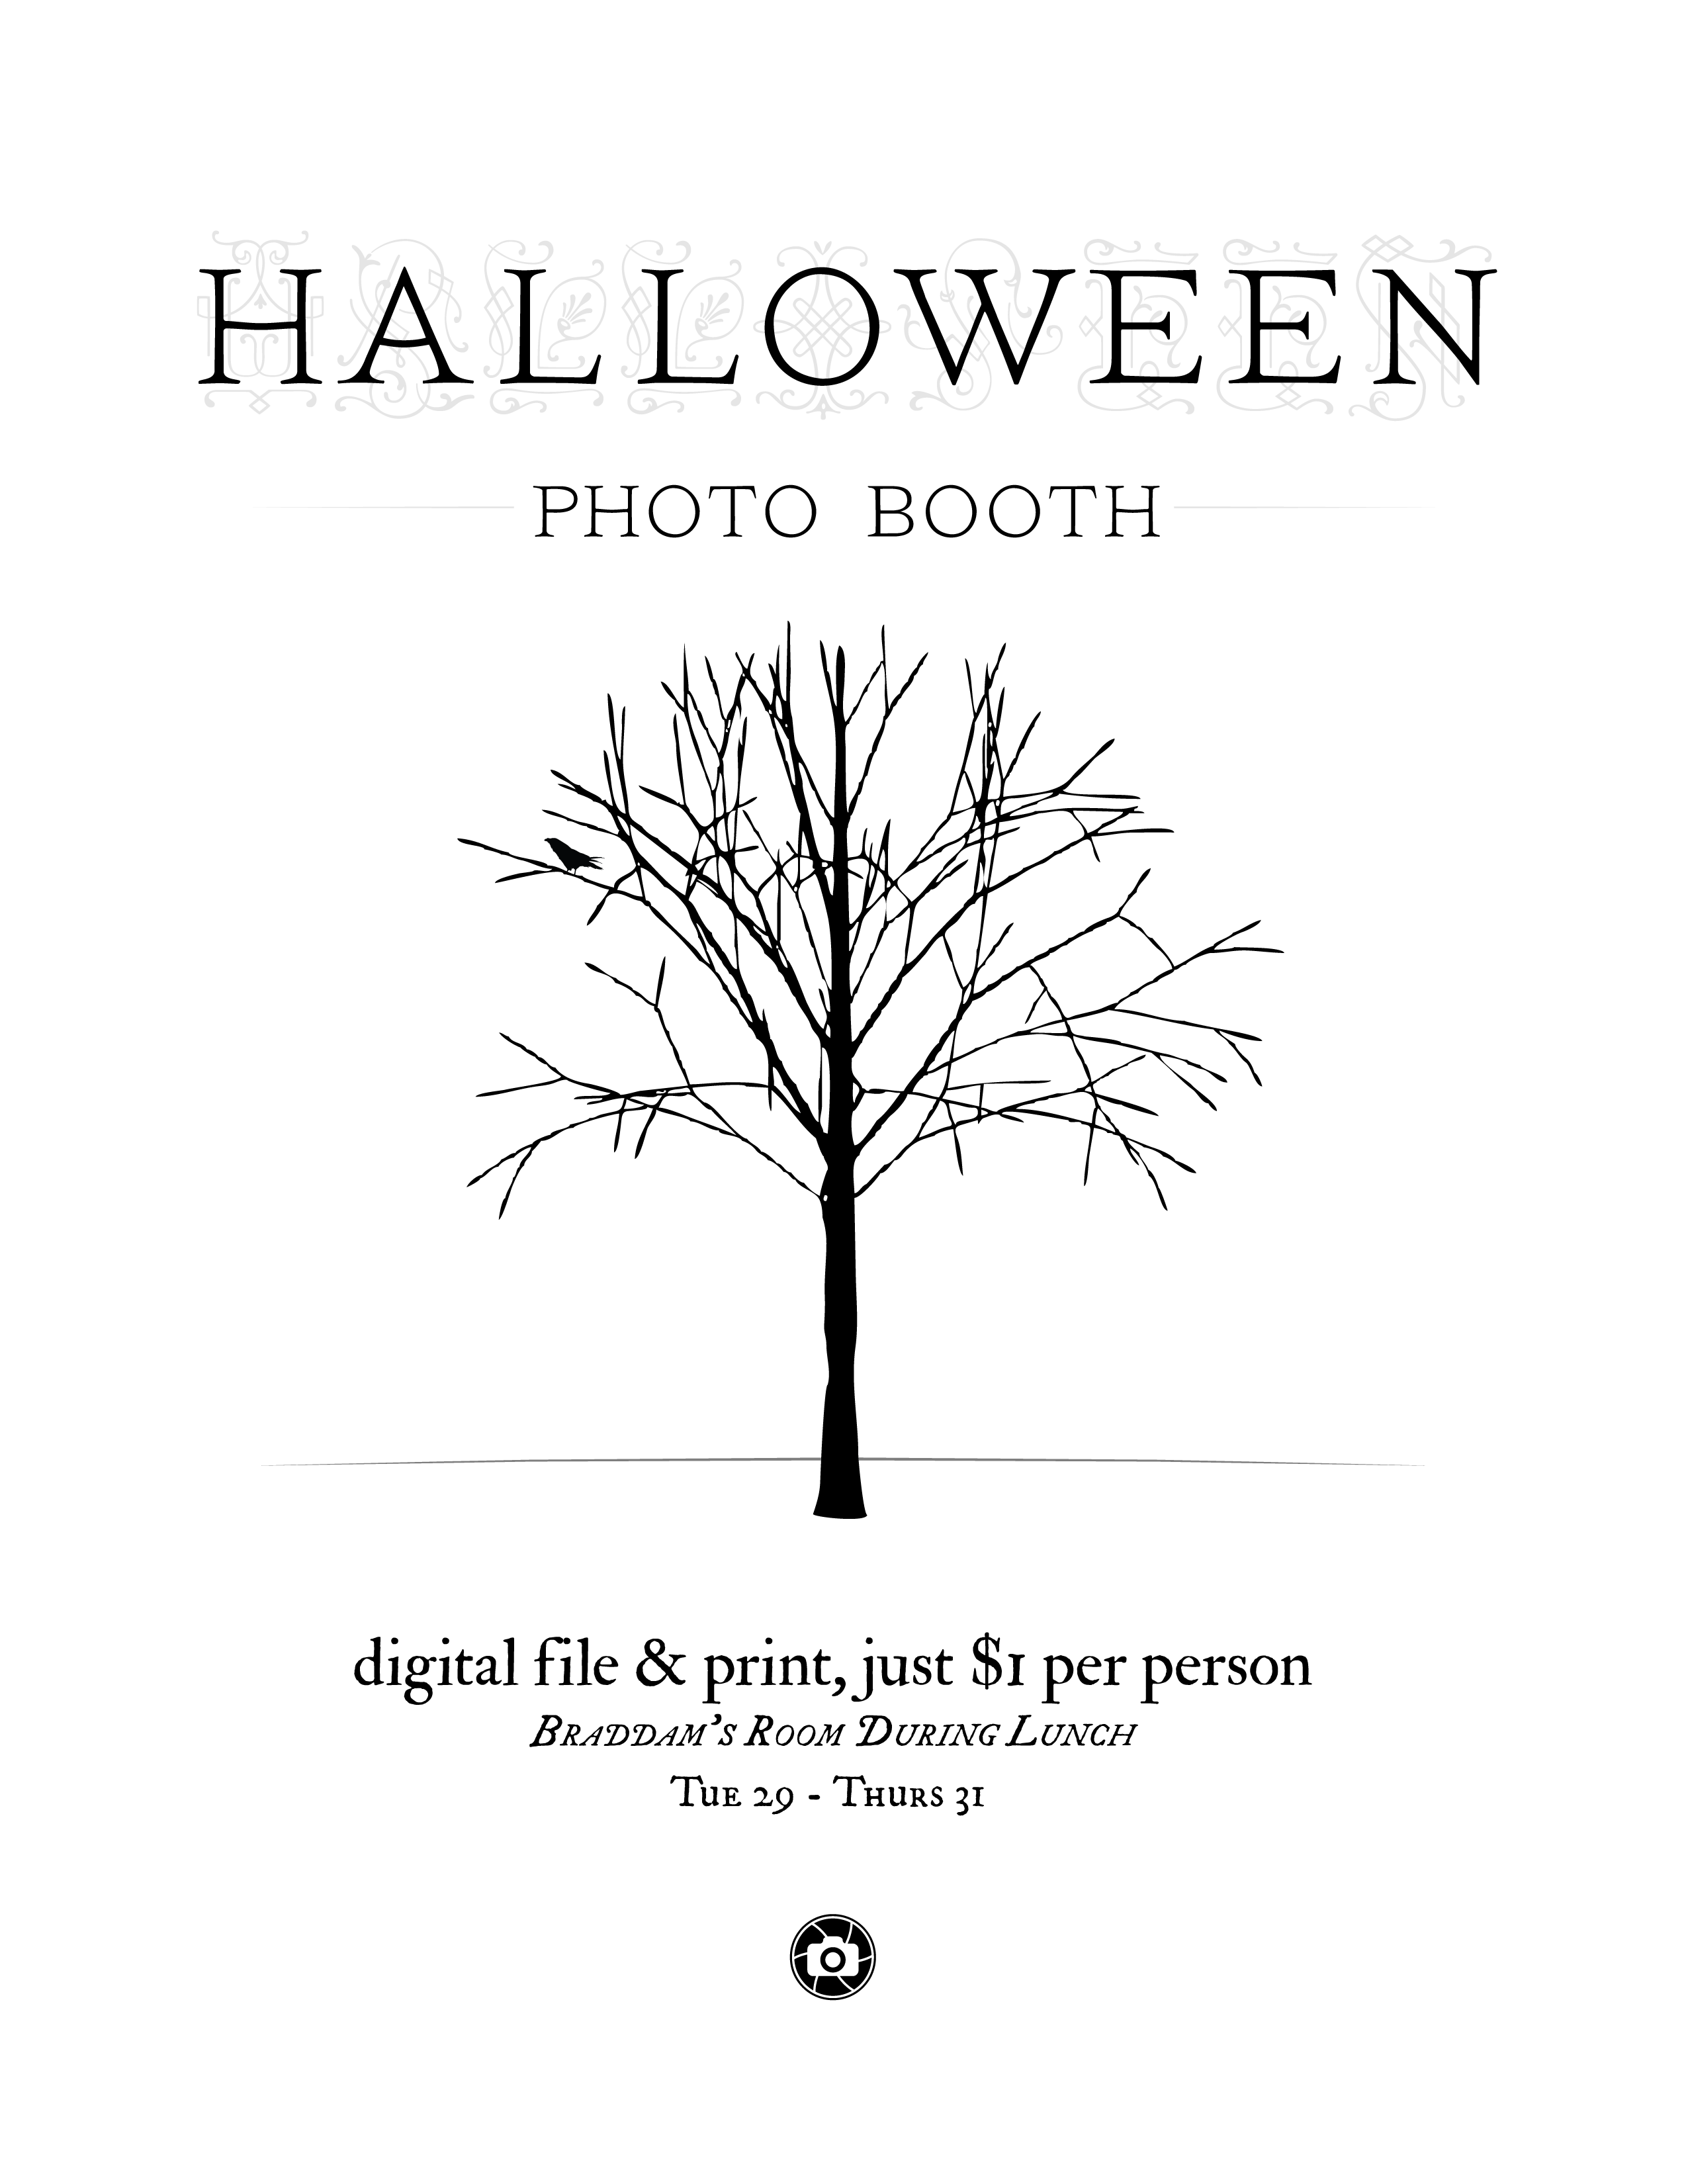 HALLOWEEN
PHOTO BOOTH
digital file & print, just $1 per person
Braddam's Room During Lunch
Tue 29 - Thurs 31